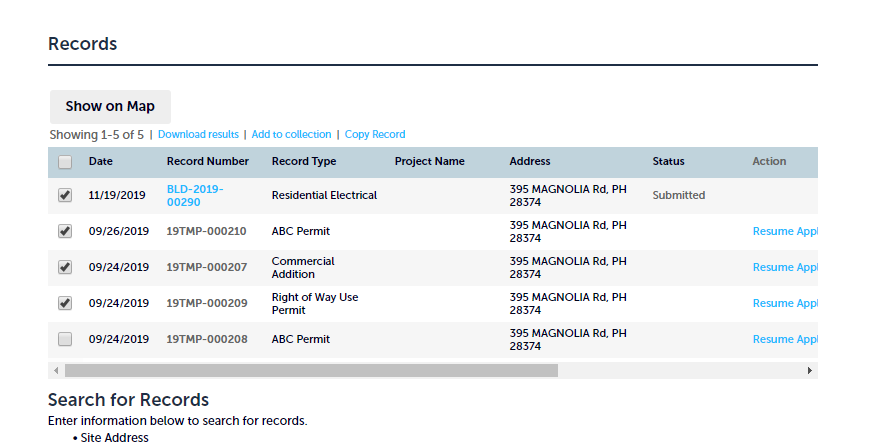 Records
Show on Map
Showing 1-5 of 5 | Download results | Add to collection | Copy Record
Date Record Number Record Type Project Name Address Status Action
11/19/2019 BLD-2019-00290 Residential Electrical 395 MAGNOLIA Rd, PH 28374 Submitted
09/26/2019 19TMP-000210 ABC Permit 395 MAGNOLIA Rd, PH 28374 Resume Appl
09/24/2019 19TMP-000207 Commercial Addition 395 MAGNOLIA Rd, PH 28374 Resume Appl
09/24/2019 19TMP-000209 Right of Way Use Permit 395 MAGNOLIA Rd, PH 28374 Resume Appl
09/24/2019 19TMP-000208 ABC Permit 395 MAGNOLIA Rd, PH 28374 Resume Appl
Search for Records
Enter information below to search for records.
• Site Address